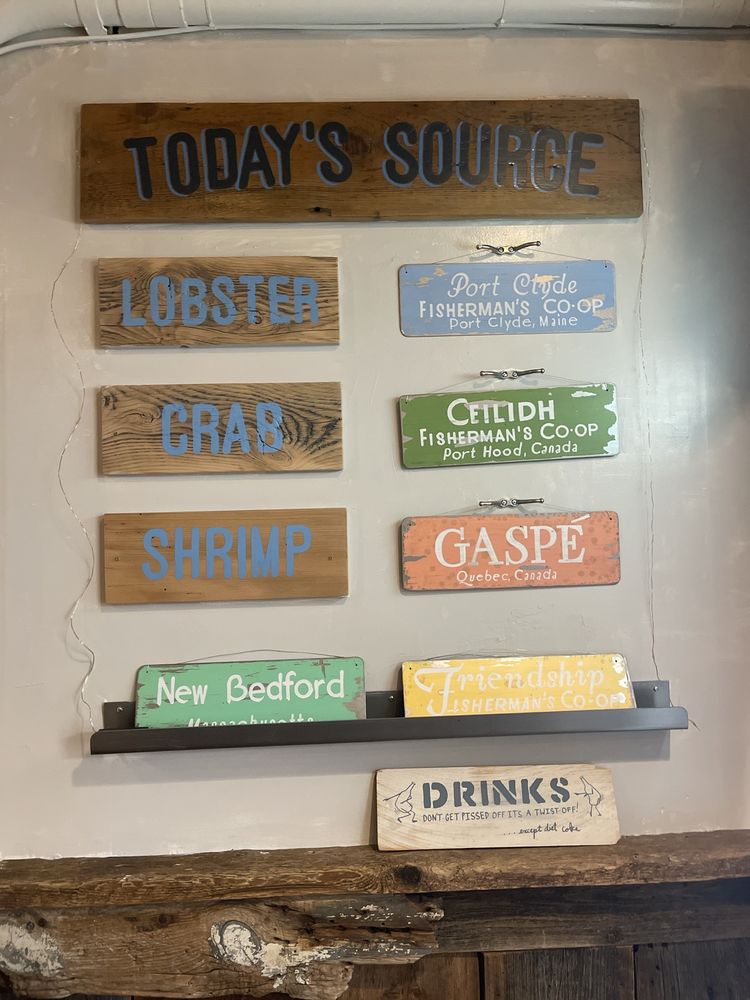 TODAY'S SOURCE
LOBSTER
Port Clyde
FISHERMAN'S CO-OP
Port Clyde, Maine
CRAB
CEILIDH
FISHERMAN'S CO-OP
Port Hood, Canada
SHRIMP
GASPÉ
Quebec, Canada
New Bedford
Massachusetts
Friendship
FISHERMAN'S CO-OP
DRINKS
DON'T GET PISSED OFF ITS A TWIST OFF!
...except diet coke